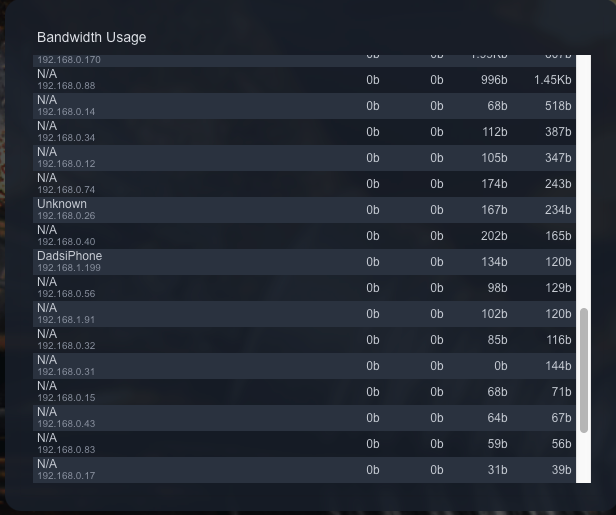 Bandwidth Usage
192.168.0.170
N/A
192.168.0.88 0b 0b 996b 1.45Kb
N/A
192.168.0.14 0b 0b 68b 518b
N/A
192.168.0.34 0b 0b 112b 387b
N/A
192.168.0.12 0b 0b 105b 347b
N/A
192.168.0.74 0b 0b 174b 243b
Unknown
192.168.0.26 0b 0b 167b 234b
N/A
192.168.0.40 0b 0b 202b 165b
DadsiPhone
192.168.1.199 0b 0b 134b 120b
N/A
192.168.0.56 0b 0b 98b 129b
N/A
192.168.1.91 0b 0b 102b 120b
N/A
192.168.0.32 0b 0b 85b 116b
N/A
192.168.0.31 0b 0b 0b 144b
N/A
192.168.0.15 0b 0b 68b 71b
N/A
192.168.0.43 0b 0b 64b 67b
N/A
192.168.0.83 0b 0b 59b 56b
N/A
192.168.0.17 0b 0b 31b 39b